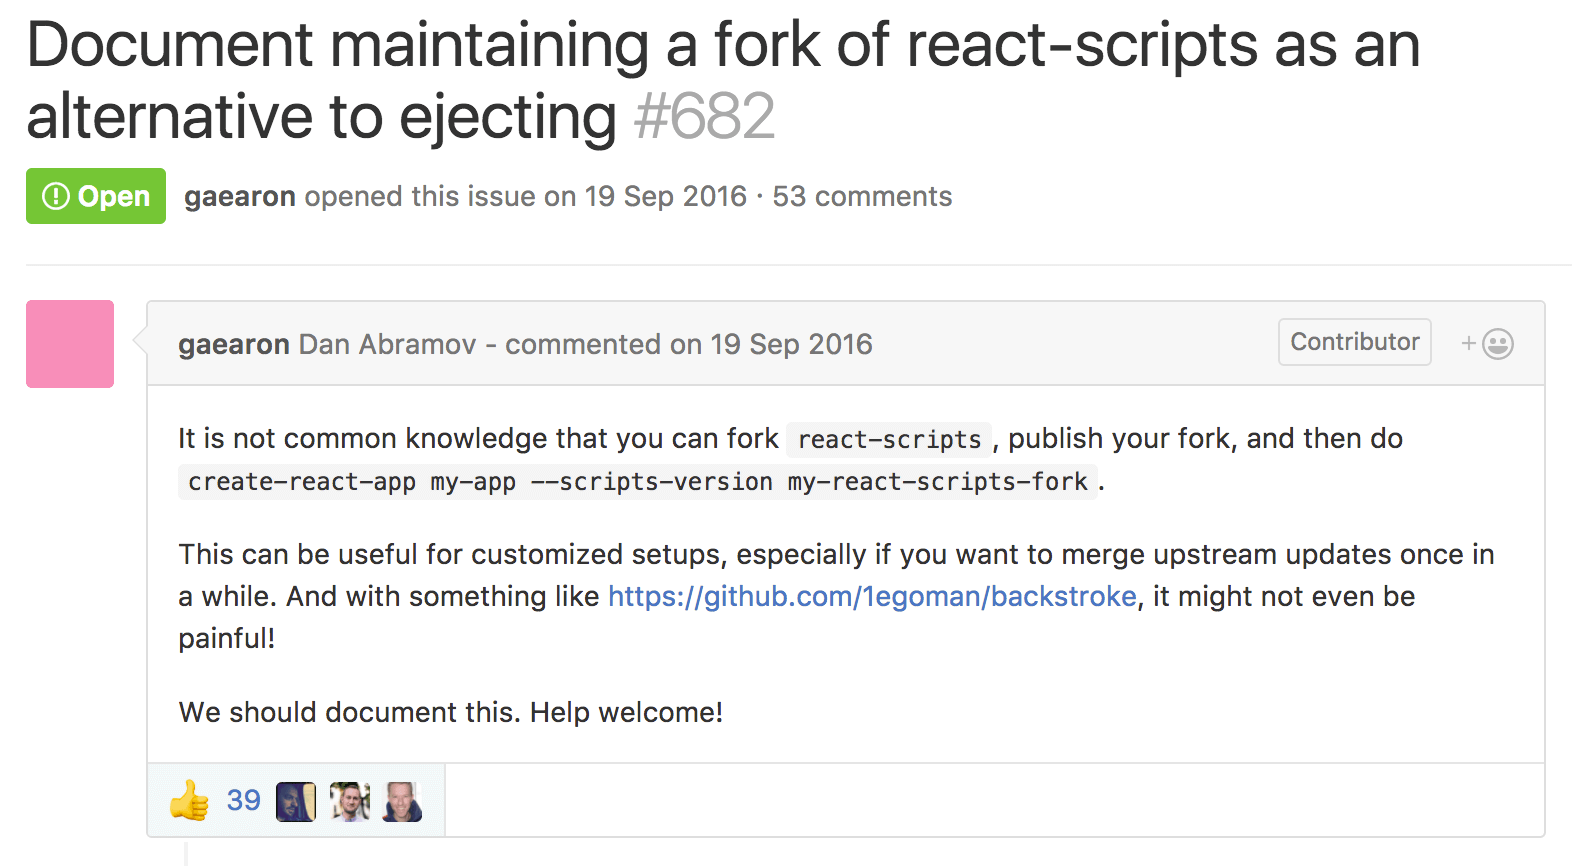 Document maintaining a fork of react-scripts as an
alternative to ejecting #682
Open gaearon opened this issue on 19 Sep 2016 · 53 comments
gaearon Dan Abramov - commented on 19 Sep 2016 Contributor +
It is not common knowledge that you can fork react-scripts , publish your fork, and then do
create-react-app my-app --scripts-version my-react-scripts-fork .
This can be useful for customized setups, especially if you want to merge upstream updates once in
a while. And with something like https://github.com/1egoman/backstroke, it might not even be
painful!
We should document this. Help welcome!
39